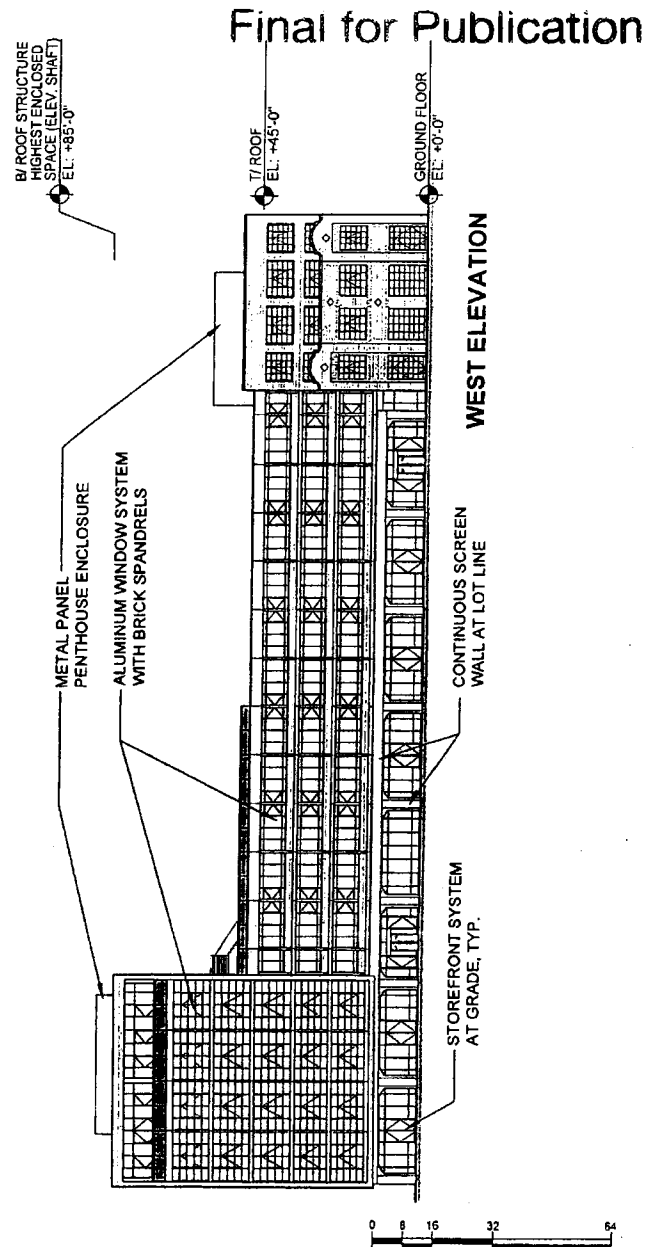 Final for Publication
B/ ROOF STRUCTURE
HIGHEST ENCLOSED
SPACE (ELEV. SHAFT)
EL: +85'-0"
T/ ROOF
EL: +45'-0"
GROUND FLOOR
EL: +0'-0"
METAL PANEL
PENTHOUSE ENCLOSURE
ALUMINUM WINDOW SYSTEM
WITH BRICK SPANDRELS
WEST ELEVATION
CONTINUOUS SCREEN
WALL AT LOT LINE
STOREFRONT SYSTEM
AT GRADE, TYP.
0 8 16 32 64